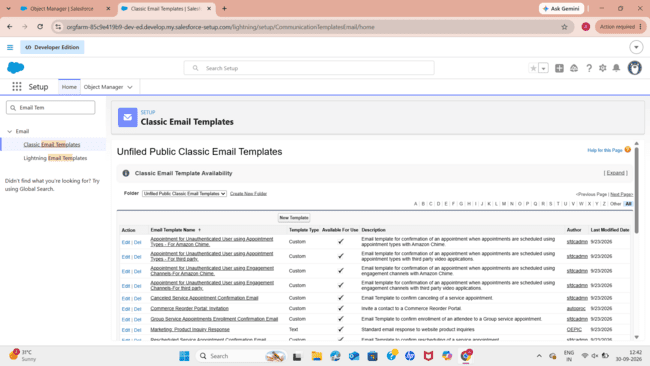 Object Manager | Salesforce
Classic Email Templates | Salesf
orgfarm-85c9e419b9-dev-ed.develop.my.salesforce-setup.com/lightning/setup/CommunicationTemplatesEmail/home
Ask Gemini
Action required
Developer Edition
Search Setup
Setup
Home
Object Manager
Email Tem
Email
Classic Email Templates
Lightning Email Templates
Didn't find what you're looking for? Try
using Global Search.
SETUP
Classic Email Templates
Unfiled Public Classic Email Templates
Help for this Page
Classic Email Template Availability
[ Expand ]
Folder Unfiled Public Classic Email Templates Create New Folder
<Previous Page | Next Page>
A | B | C | D | E | F | G | H | I | J | K | L | M | N | O | P | Q | R | S | T | U | V | W | X | Y | Z | Other All
New Template
Action Email Template Name ↑ Template Type Available For Use Description Author Last Modified Date
Edit | Del Appointment for Unauthenticated User using Appointment Types - For Amazon Chime. Custom ✓ Email template for confirmation of an appointment when appointments are scheduled using appointment types with Amazon Chime. sfdcadmn 9/23/2026
Edit | Del Appointment for Unauthenticated User using Appointment Types - For third party. Custom ✓ Email template for confirmation of an appointment when appointments are scheduled using appointment types with third party video applications. sfdcadmn 9/23/2026
Edit | Del Appointment for Unauthenticated User using Engagement Channels-For Amazon Chime. Custom ✓ Email template for confirmation of an appointment when appointments are scheduled using engagement channels with Amazon Chime. sfdcadmn 9/23/2026
Edit | Del Appointment for Unauthenticated User using Engagement Channels-For third party. Custom ✓ Email template for confirmation of an appointment when appointments are scheduled using engagement channels with third party video applications. sfdcadmn 9/23/2026
Edit | Del Canceled Service Appointment Confirmation Email Custom ✓ Email Template to confirm canceling of a service appointment. sfdcadmn 9/23/2026
Edit | Del Commerce Reorder Portal: Invitation Custom ✓ Invite a contact to a Commerce Reorder Portal autoproc 9/23/2026
Edit | Del Group Service Appointments Enrolment Confirmation Email Custom ✓ Email Template to confirm enrolment of an attendee to a Group Service appointment. sfdcadmn 9/23/2026
Edit | Del Marketing: Product Inquiry Response Text ✓ Standard email response to website product inquiries OEPIC 9/23/2026
Edit | Del Rescheduled Service Appointment Confirmation Email Custom ✓ Email Template to confirm rescheduling of a service appointment. sfdcadmn 9/23/2026
31°C
Sunny
Search
ENG
IN
12:42
30-09-2026